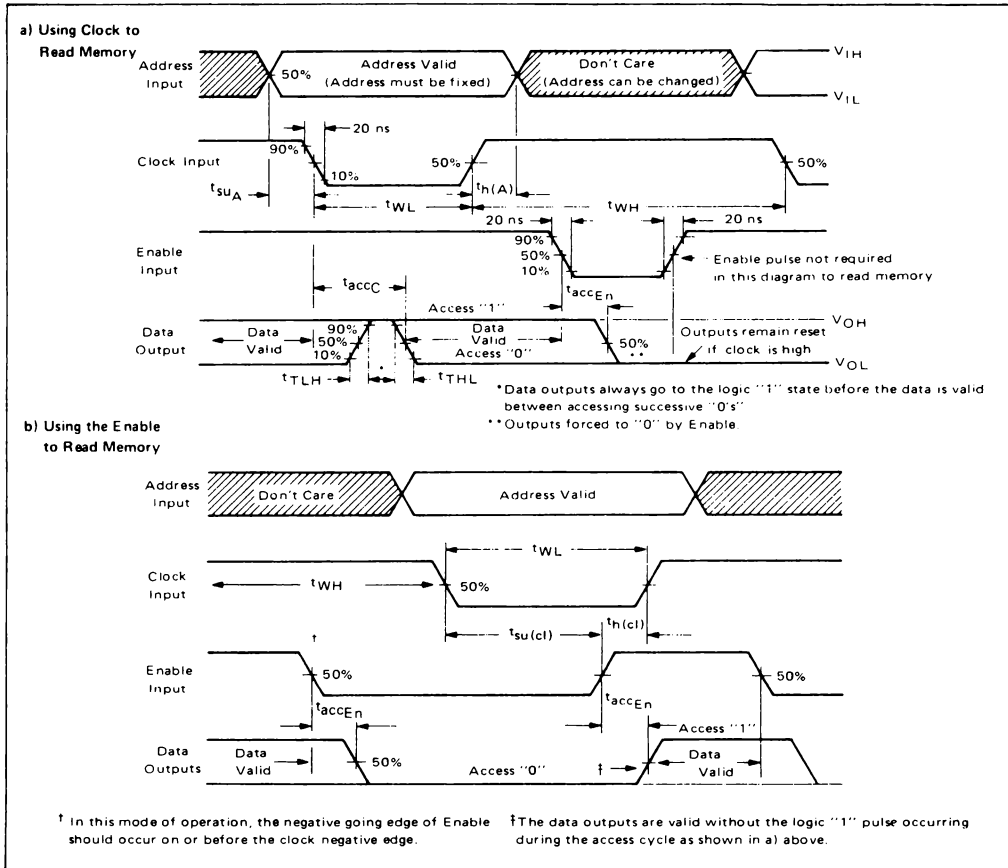 a) Using Clock to
Read Memory
Address
Input
50%
Address Valid
(Address must be fixed)
Don't Care
(Address can be changed)
VIH
VIL
20 ns
90%
Clock Input
10%
50%
50%
tsuA
tWL
th(A)
tWH
20 ns
20 ns
90%
Enable
Input
50%
10%
Enable pulse not required
in this diagram to read memory
taccC
taccEn
Access "1"
VOH
Data
Output
Data
Valid
90%
50%
10%
Data
Valid
Access "0"
50%
**
Outputs remain reset
if clock is high
VOL
tTLH
*
tTHL
*Data outputs always go to the logic "1" state before the data is valid
between accessing successive "0's"
**Outputs forced to "0" by Enable.
b) Using the Enable
to Read Memory
Address
Input
Don't Care
Address Valid
tWL
Clock
Input
tWH
50%
th(cl)
tsu(cl)
†
Enable
Input
50%
50%
taccEn
taccEn
Access "1"
Data
Outputs
Data
Valid
50%
Access "0"
‡
Data
Valid
† In this mode of operation, the negative going edge of Enable
should occur on or before the clock negative edge.
‡The data outputs are valid without the logic "1" pulse occurring
during the access cycle as shown in a) above.